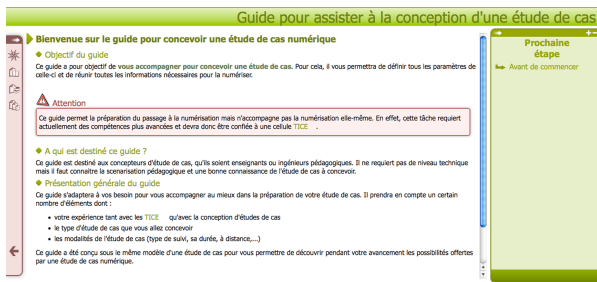 Guide pour assister à la conception d'une étude de cas
Bienvenue sur le guide pour concevoir une étude de cas numérique
Objectif du guide
Ce guide a pour objectif de vous accompagner pour concevoir une étude de cas. Pour cela, il vous permettra de définir tous les paramètres de
celle-ci et de réunir toutes les informations nécessaires pour la numériser.
Attention
Ce guide permet la préparation du passage à la numérisation mais n'accompagne pas la numérisation elle-même. En effet, cette tâche requiert
actuellement des compétences plus avancées et devra donc être confiée à une cellule TICE .
A qui est destiné ce guide ?
Ce guide est destiné aux concepteurs d'étude de cas, qu'ils soient enseignants ou ingénieurs pédagogiques. Il ne requiert pas de niveau technique
mais il faut connaitre la scenarisation pédagogique et une bonne connaissance de l'étude de cas à concevoir.
Présentation générale du guide
Ce guide s'adaptera à vos besoin pour vous accompagner au mieux dans la préparation de votre étude de cas. Il prendra en compte un certain
nombre d'éléments dont :
• votre expérience tant avec les TICE qu'avec la conception d'études de cas
• le type d'étude de cas que vous allez concevoir
• les modalités de l'étude de cas (type de suivi, sa durée, à distance,...)
Ce guide a été conçu sous le même modèle d'une étude de cas pour vous permettre de découvrir pendant votre avancement les possibilités offertes
par une étude de cas numérique.
Prochaine
étape
Avant de commencer